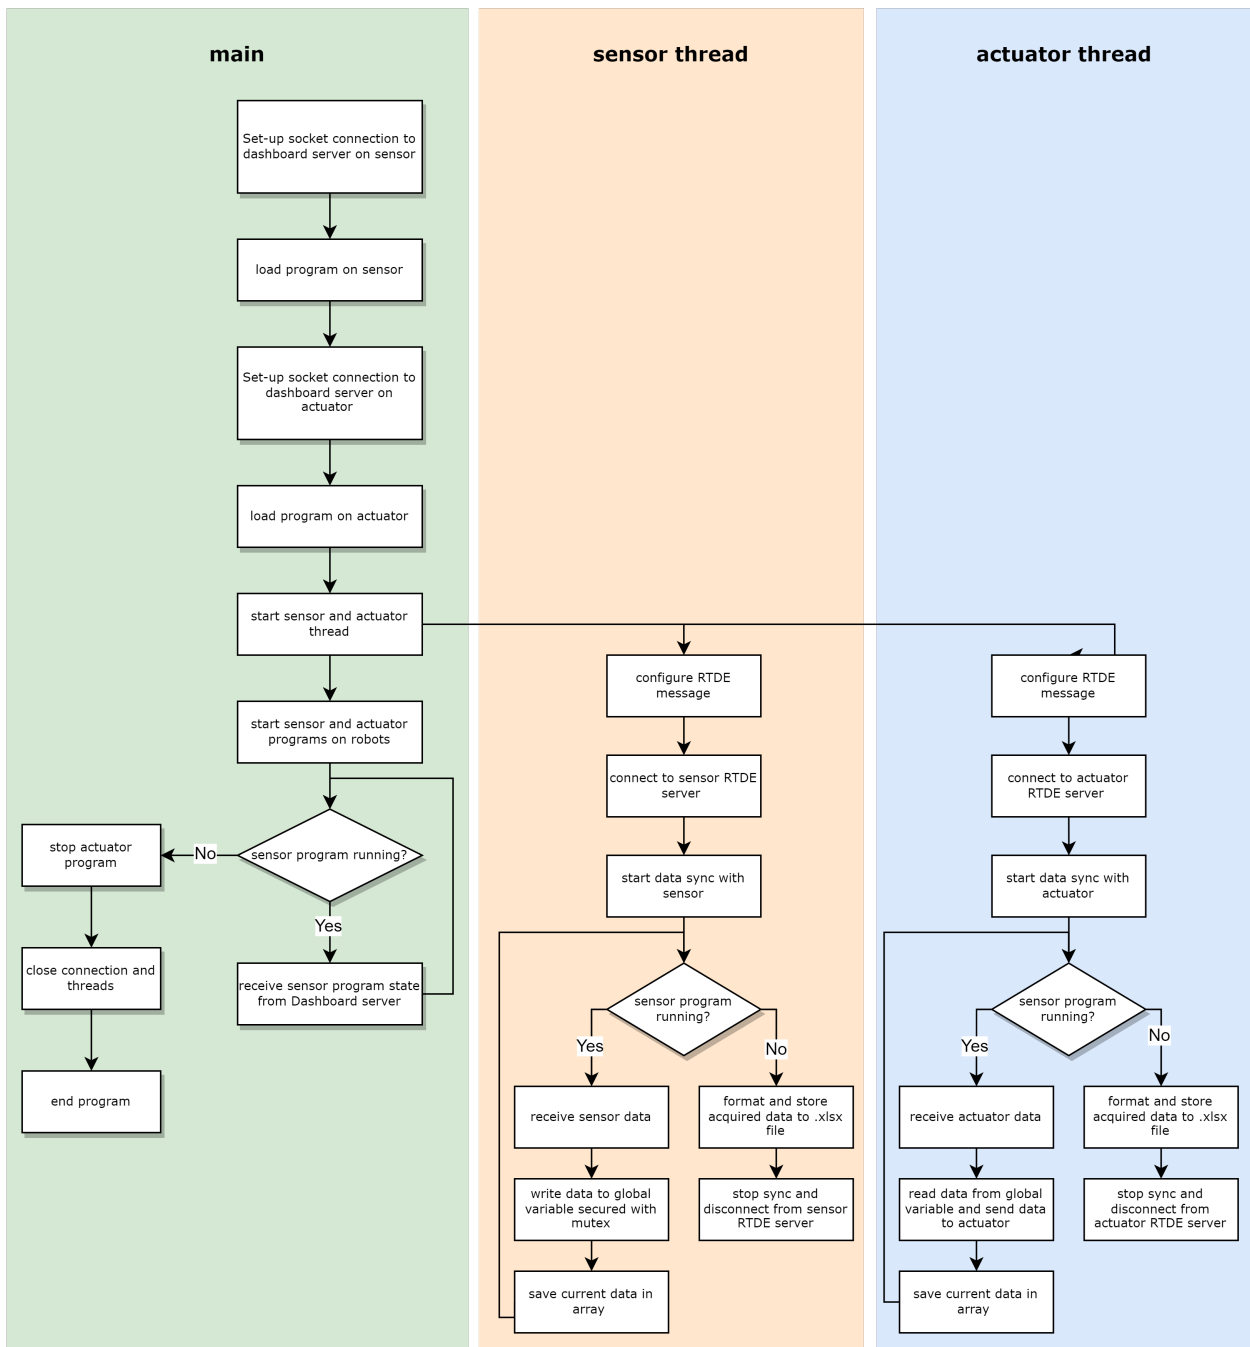 main
Set-up socket connection to
dashboard server on sensor
load program on sensor
Set-up socket connection to
dashboard server on
actuator
load program on actuator
start sensor and actuator
thread
start sensor and actuator
programs on robots
sensor program running?
No
Yes
stop actuator
program
close connection and
threads
end program
receive sensor program state
from Dashboard server
sensor thread
configure RTDE
message
connect to sensor RTDE
server
start data sync with
sensor
sensor program
running?
Yes
No
receive sensor data
write data to global
variable secured with
mutex
save current data in
array
format and store
acquired data to .xlsx
file
stop sync and
disconnect from sensor
RTDE server
actuator thread
configure RTDE
message
connect to actuator
RTDE server
start data sync with
actuator
sensor program
running?
Yes
No
receive actuator data
read data from global
variable and send data
to actuator
save current data in
array
format and store
acquired data to .xlsx
file
stop sync and
disconnect from
actuator RTDE server